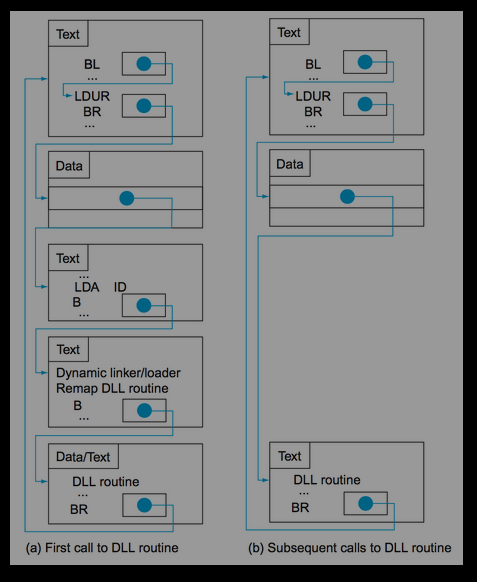 Text
BL
...
LDUR
BR
...
Data
Text
...
LDA ID
B
...
Text
Dynamic linker/loader
Remap DLL routine
B
...
Data/Text
DLL routine
...
BR
(a) First call to DLL routine
Text
BL
...
LDUR
BR
...
Data
Text
DLL routine
...
BR
(b) Subsequent calls to DLL routine